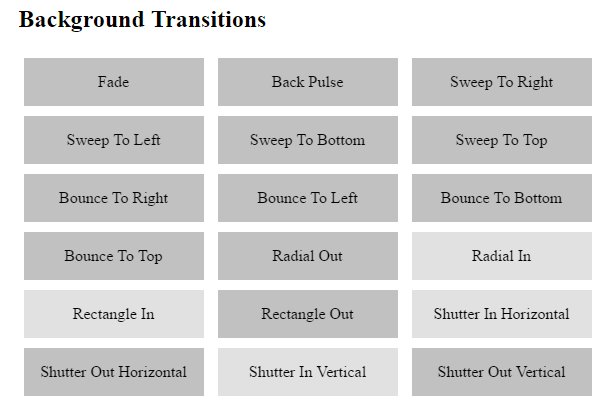 Background Transitions
Fade
Back Pulse
Sweep To Right
Sweep To Left
Sweep To Bottom
Sweep To Top
Bounce To Right
Bounce To Left
Bounce To Bottom
Bounce To Top
Radial Out
Radial In
Rectangle In
Rectangle Out
Shutter In Horizontal
Shutter Out Horizontal
Shutter In Vertical
Shutter Out Vertical